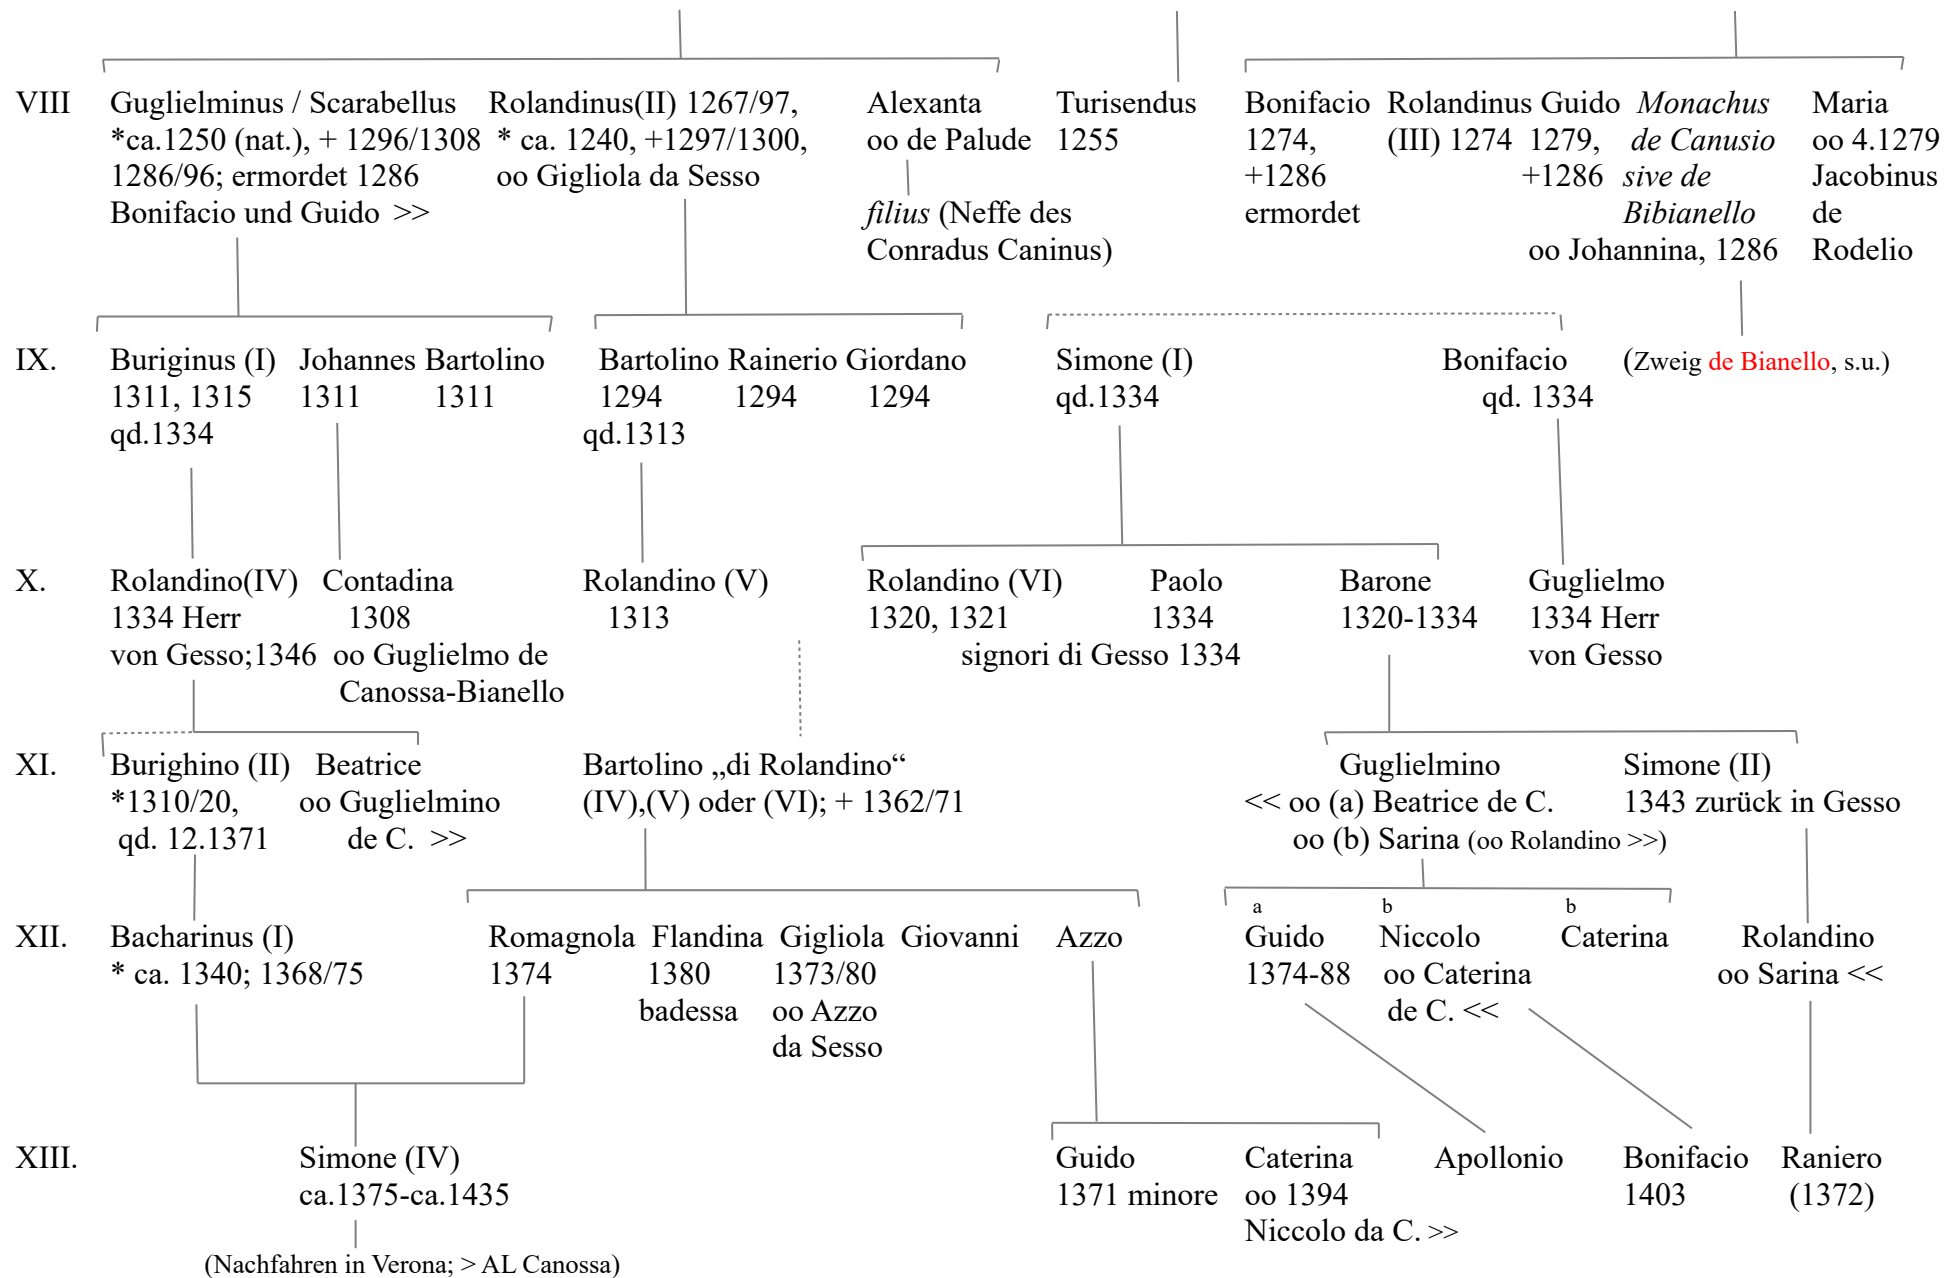 VIII Guglielminus / Scarabellus Rolandinus(II) 1267/97, Alexanta Turisendus Bonifacio Rolandinus Guido Monachus Maria
*ca.1250 (nat.), + 1296/1308 * ca. 1240, +1297/1300, oo de Palude 1255 1274, (III) 1274 1279, de Canusio oo 4.1279
1286/96; ermordet 1286 oo Gigliola da Sesso +1286 +1286 sive de Jacobinus
Bonifacio und Guido >> filius (Neffe des ermordet Bibianello de
Conradus Caninus) oo Johannina, 1286 Rodelio
IX. Buriginus (I) Johannes Bartolino Bartolino Rainerio Giordano Simone (I) Bonifacio (Zweig de Bianello, s.u.)
1311, 1315 1311 1311 1294 1294 1294 qd.1334 qd. 1334
qd.1334 qd.1313
X. Rolandino(IV) Contadina Rolandino (V) Rolandino (VI) Paolo Barone Guglielmo
1334 Herr 1308 1313 1320, 1321 1334 1320-1334 1334 Herr
von Gesso;1346 oo Guglielmo de signori di Gesso 1334 von Gesso
Canossa-Bianello
XI. Burighino (II) Beatrice Bartolino „di Rolandino“ Guglielmino Simone (II)
*1310/20, oo Guglielmino (IV),(V) oder (VI); + 1362/71 << oo (a) Beatrice de C. 1343 zurück in Gesso
qd. 12.1371 de C. >> oo (b) Sarina (oo Rolandino >>)
a b b
XII. Bacharinus (I) Romagnola Flandina Gigliola Giovanni Azzo Guido Niccolo Caterina Rolandino
* ca. 1340; 1368/75 1374 1380 1373/80 1374-88 oo Caterina oo Sarina <<
badessa oo Azzo de C. <<
da Sesso
XIII. Simone (IV) Guido Caterina Apollonio Bonifacio Raniero
ca.1375-ca.1435 1371 minore oo 1394 1403 (1372)
Niccolo da C. >>
(Nachfahren in Verona; > AL Canossa)